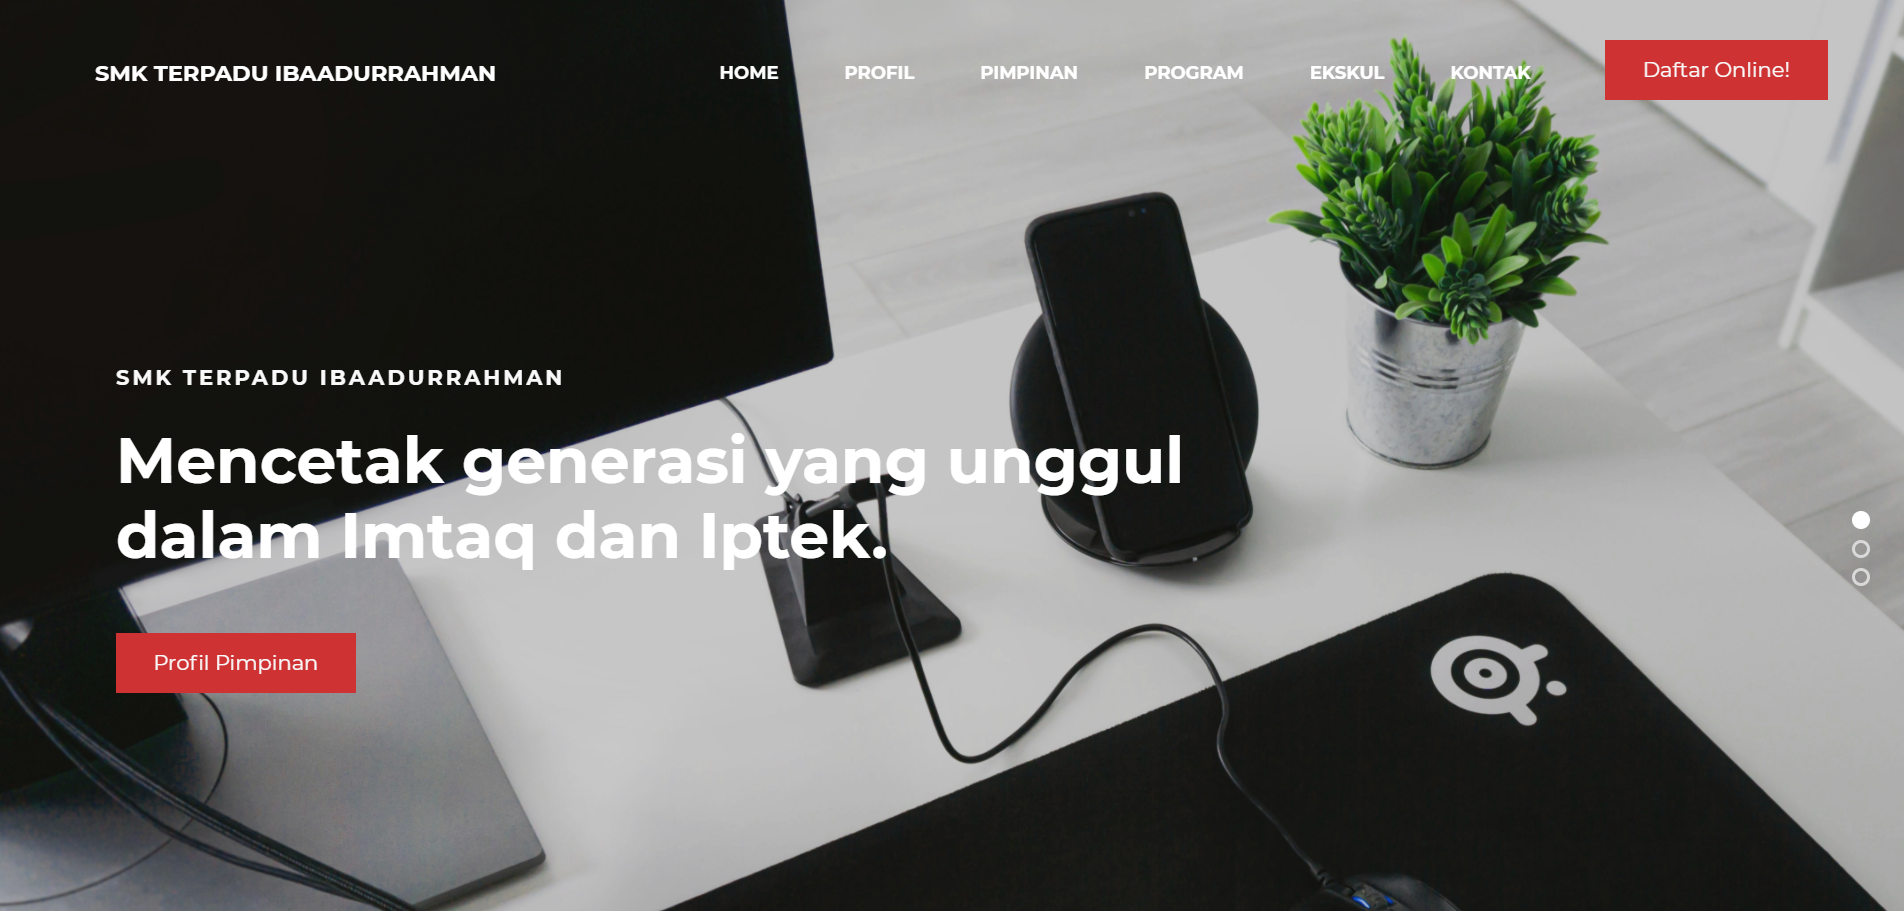 SMK TERPADU IBAADURRAHMAN
HOME
PROFIL
PIMPINAN
PROGRAM
EKSKUL
KONTAK
Daftar Online!
SMK TERPADU IBAADURRAHMAN
Mencetak generasi yang unggul
dalam Imtaq dan Iptek.
Profil Pimpinan